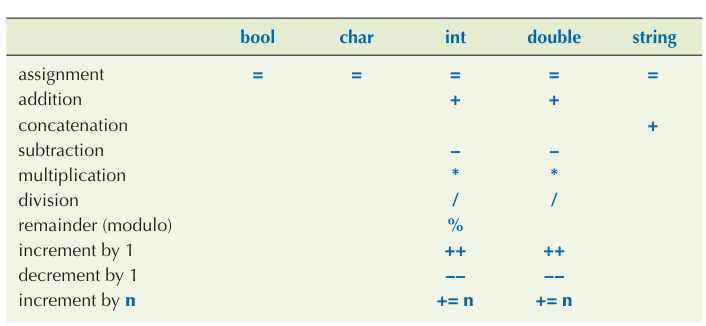 bool char int double string
assignment = = = = =
addition + +
concatenation +
subtraction – –
multiplication * *
division / /
remainder (modulo) %
increment by 1 ++ ++
decrement by 1 –– ––
increment by n += n += n